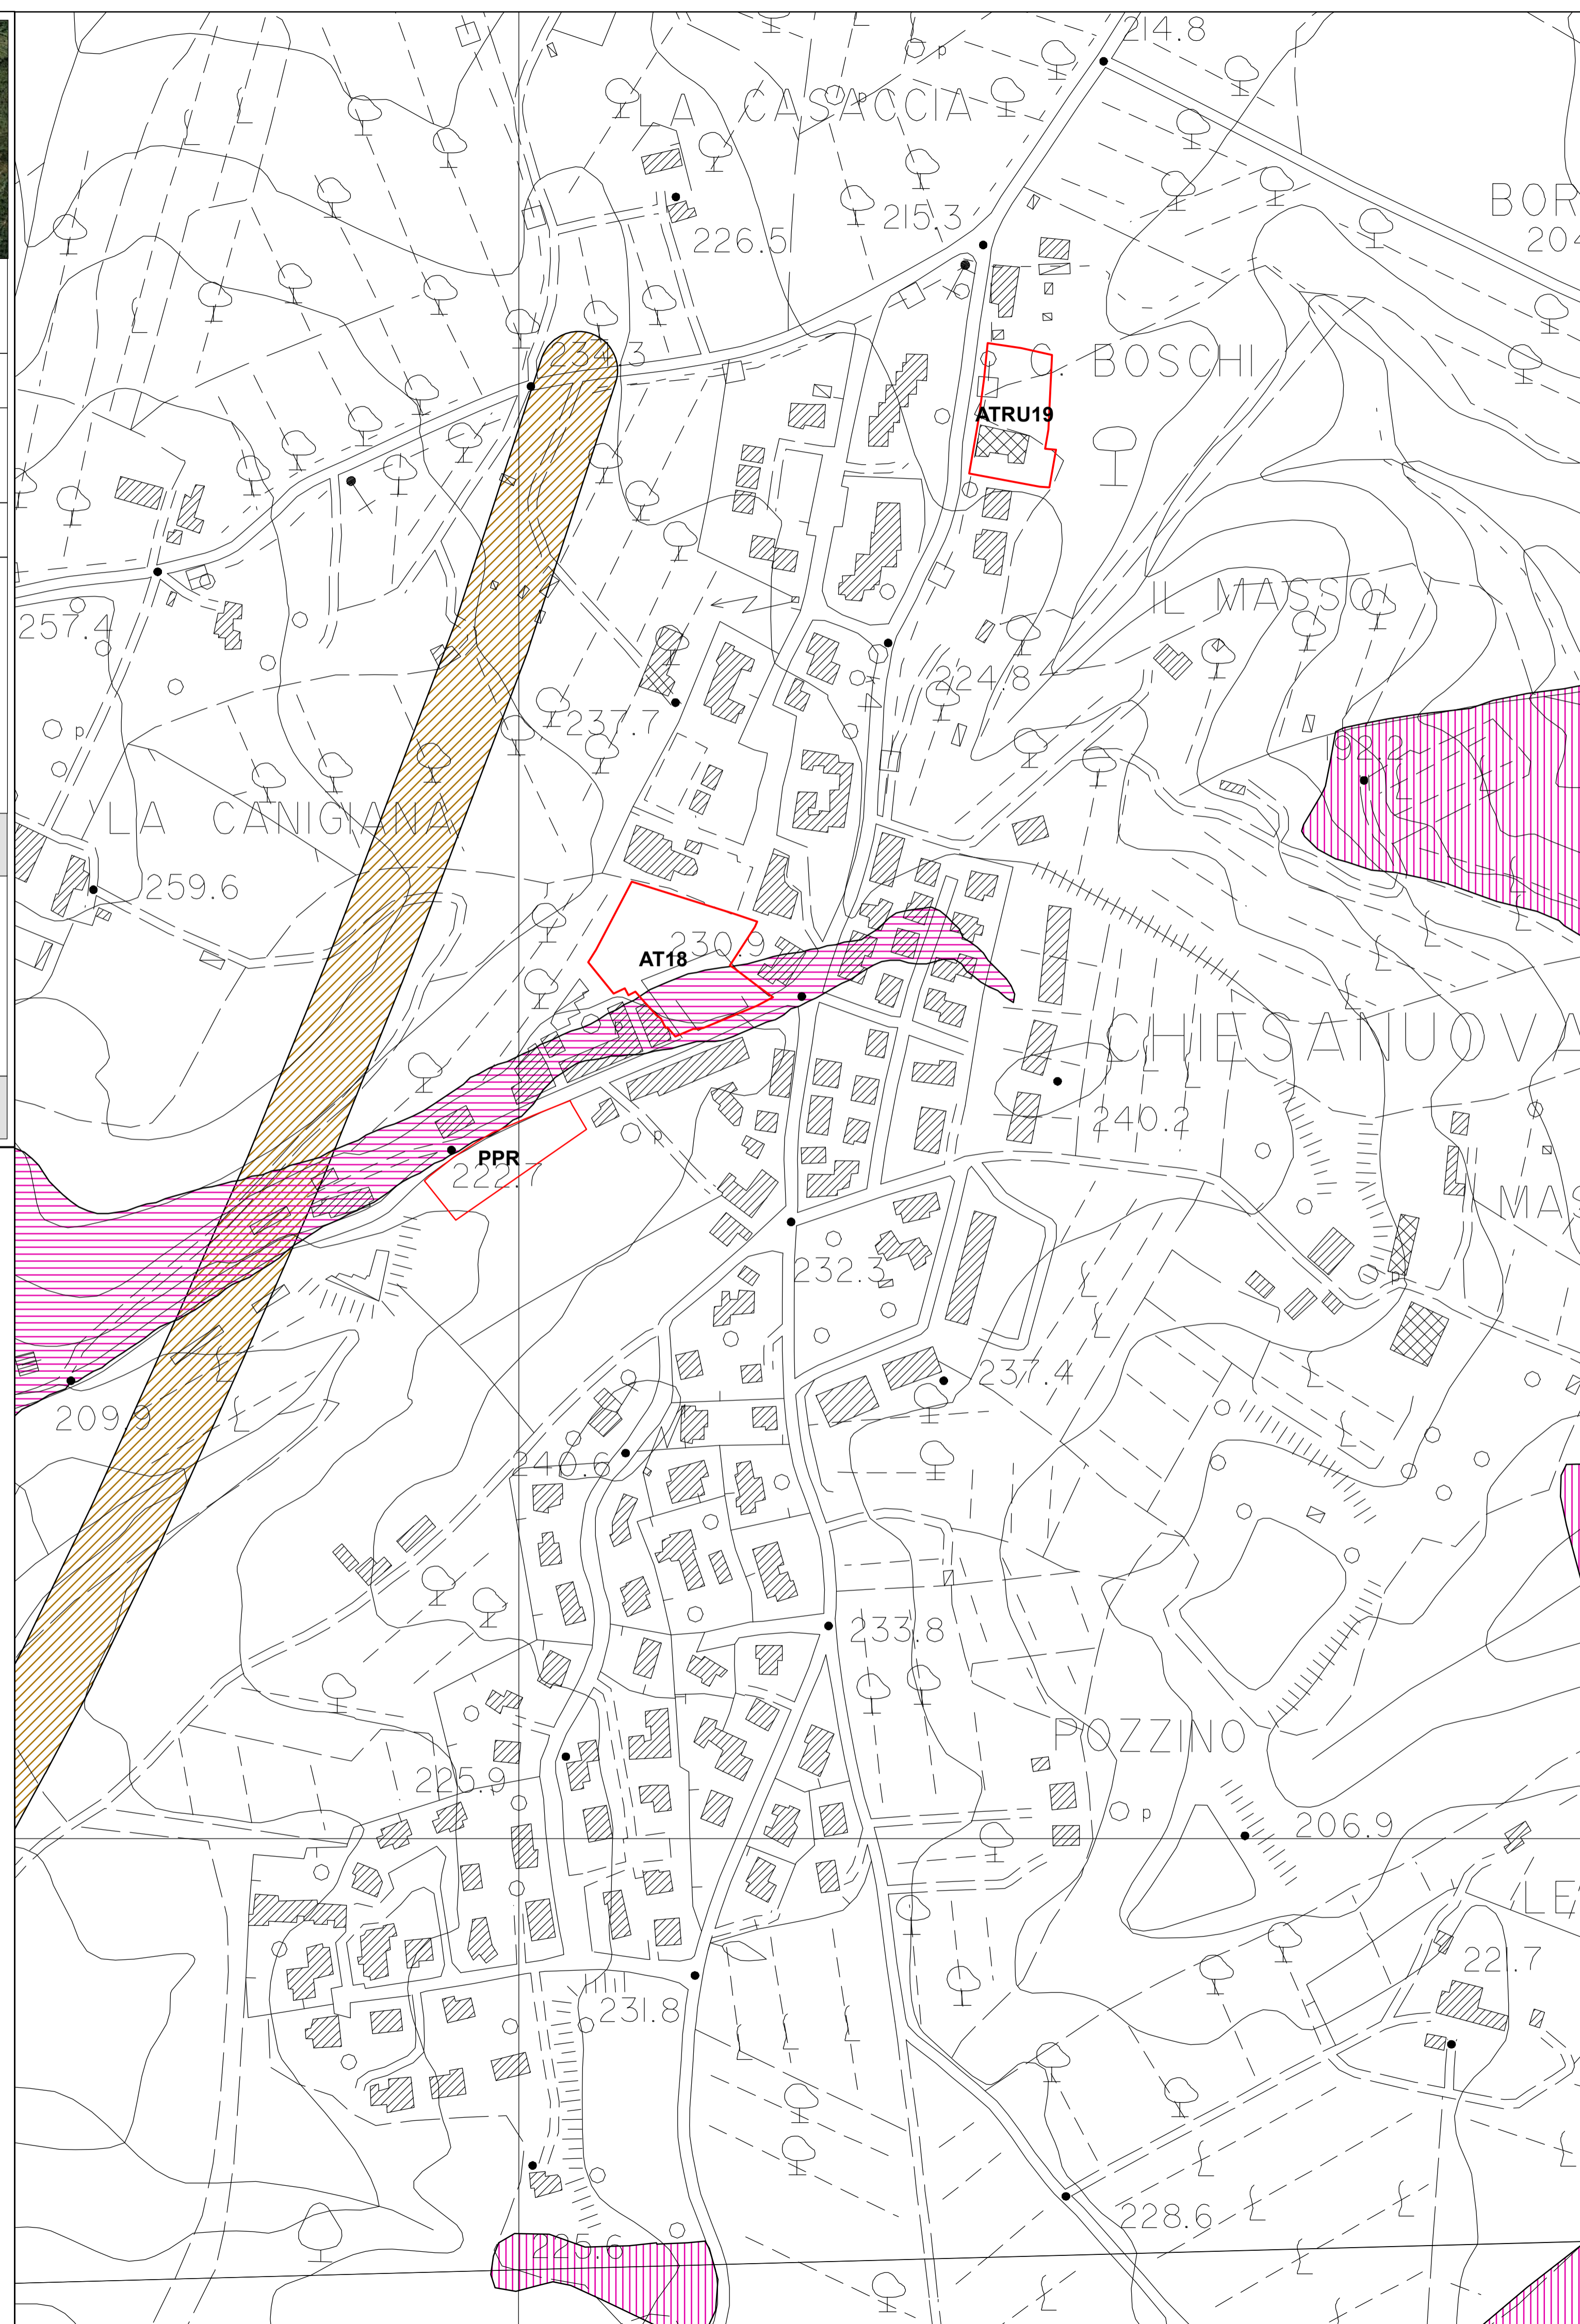 214.8
LA CASACCIA
p
p
BOR
204
226.5
215.3
234.3
C. BOSCHI
ATRU19
257.4
IL MASSO
224.8
p
237.7
192.2
LA CANIGIANA
259.6
230.9
AT18
CHIESANUOVA
240.2
p
PPR
222.7
MAS
232.3
p
237.4
209.9
240.6
233.8
POZZINO
225.9
p
206.9
LE
221.7
231.8
228.6
225.6